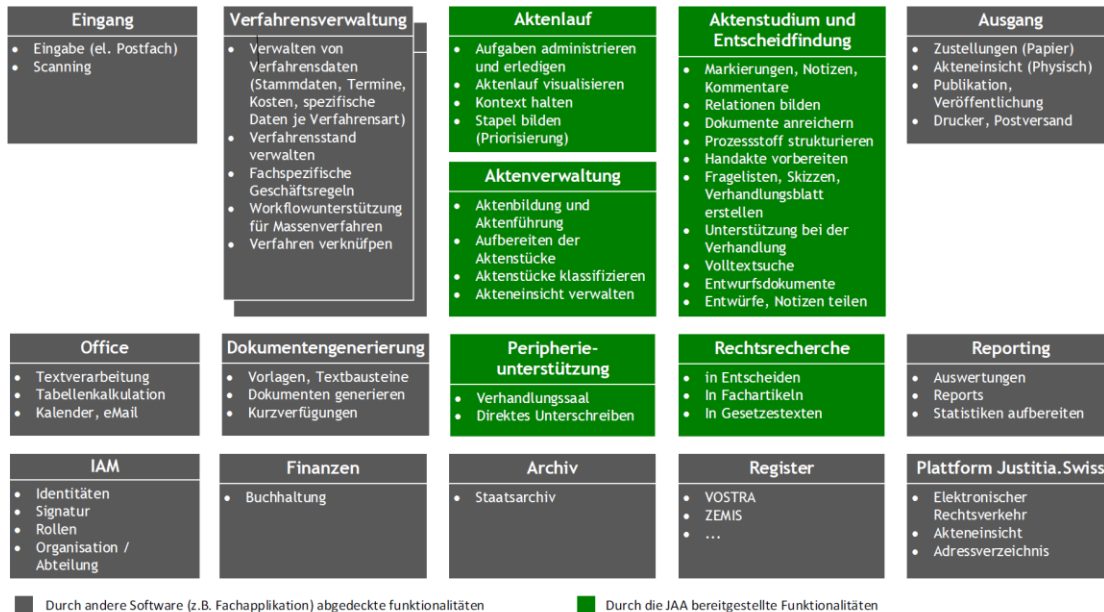 Eingang
• Eingabe (el. Postfach)
• Scanning
Verfahrensverwaltung
• Verwalten von
Verfahrensdaten
(Stammdaten, Termine,
Kosten, spezifische
Daten je Verfahrensart)
• Verfahrensstand
verwalten
• Fachspezifische
Geschäftsregeln
• Workflowunterstützung
für Massenverfahren
• Verfahren verknüpfen
Aktenlauf
• Aufgaben administrieren
und erledigen
• Aktenlauf visualisieren
• Kontext halten
• Stapel bilden
(Priorisierung)
Aktenverwaltung
• Aktenbildung und
Aktenführung
• Aufbereiten der
Aktenstücke
• Aktenstücke klassifizieren
• Akteneinsicht verwalten
Aktenstudium und
Entscheidfindung
• Markierungen, Notizen,
Kommentare
• Relationen bilden
• Dokumente anreichern
• Prozessstoff strukturieren
• Handakte vorbereiten
• Fragelisten, Skizzen,
Verhandlungsblatt
erstellen
• Unterstützung bei der
Verhandlung
• Volltextsuche
• Entwurfsdokumente
• Entwürfe, Notizen teilen
Ausgang
• Zustellungen (Papier)
• Akteneinsicht (Physisch)
• Publikation,
Veröffentlichung
• Drucker, Postversand
Office
• Textverarbeitung
• Tabellenkalkulation
• Kalender, eMail
Dokumentengenerierung
• Vorlagen, Textbausteine
• Dokumenten generieren
• Kurzverfügungen
Peripherie-
unterstützung
• Verhandlungssaal
• Direktes Unterschreiben
Rechtsrecherche
• in Entscheiden
• In Fachartikeln
• In Gesetzestexten
Reporting
• Auswertungen
• Reports
• Statistiken aufbereiten
IAM
• Identitäten
• Signatur
• Rollen
• Organisation /
Abteilung
Finanzen
• Buchhaltung
Archiv
• Staatsarchiv
Register
• VOSTRA
• ZEMIS
• ...
Plattform Justitia.Swiss
• Elektronischer
Rechtsverkehr
• Akteneinsicht
• Adressverzeichnis
Durch andere Software (z.B. Fachapplikation) abgedeckte funktionalitäten
Durch die JAA bereitgestellte Funktionalitäten